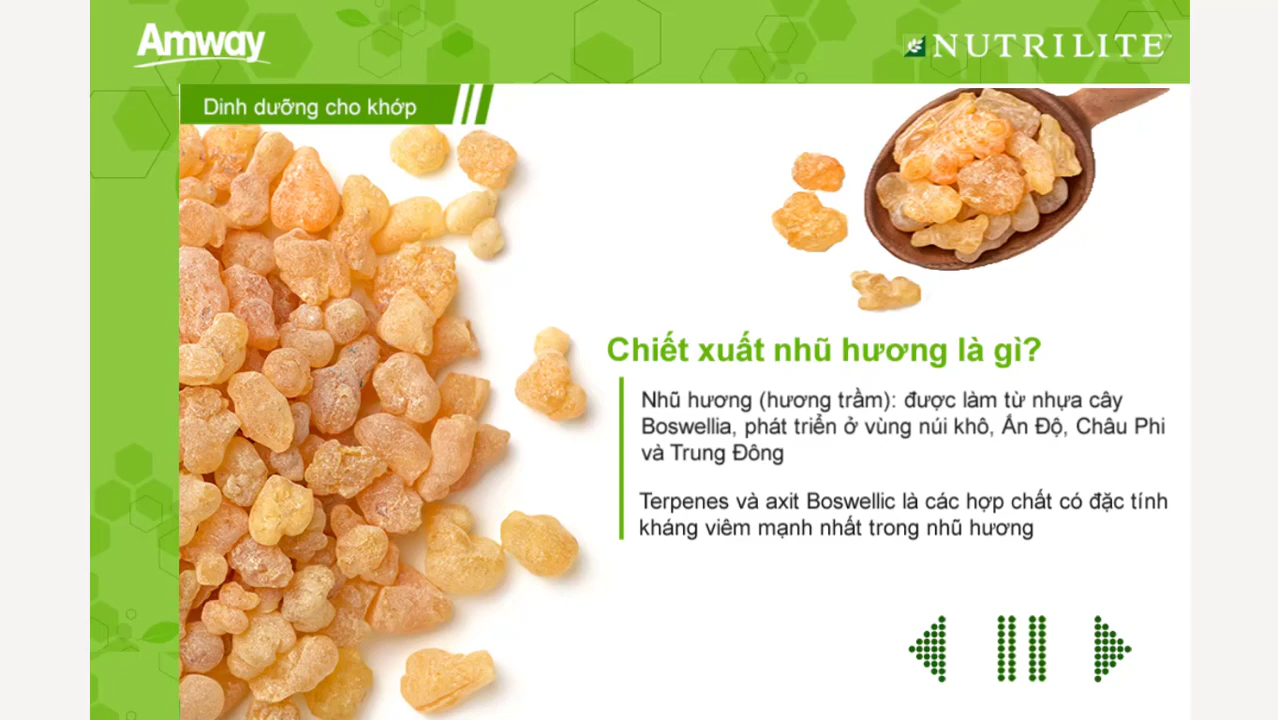 Amway
NUTRILITE™
Dinh dưỡng cho khớp
Chiết xuất nhũ hương là gì?
Nhũ hương (hương trầm): được làm từ nhựa cây
Boswellia, phát triển ở vùng núi khô, Ấn Độ, Châu Phi
và Trung Đông
Terpenes và axit Boswellic là các hợp chất có đặc tính
kháng viêm mạnh nhất trong nhũ hương